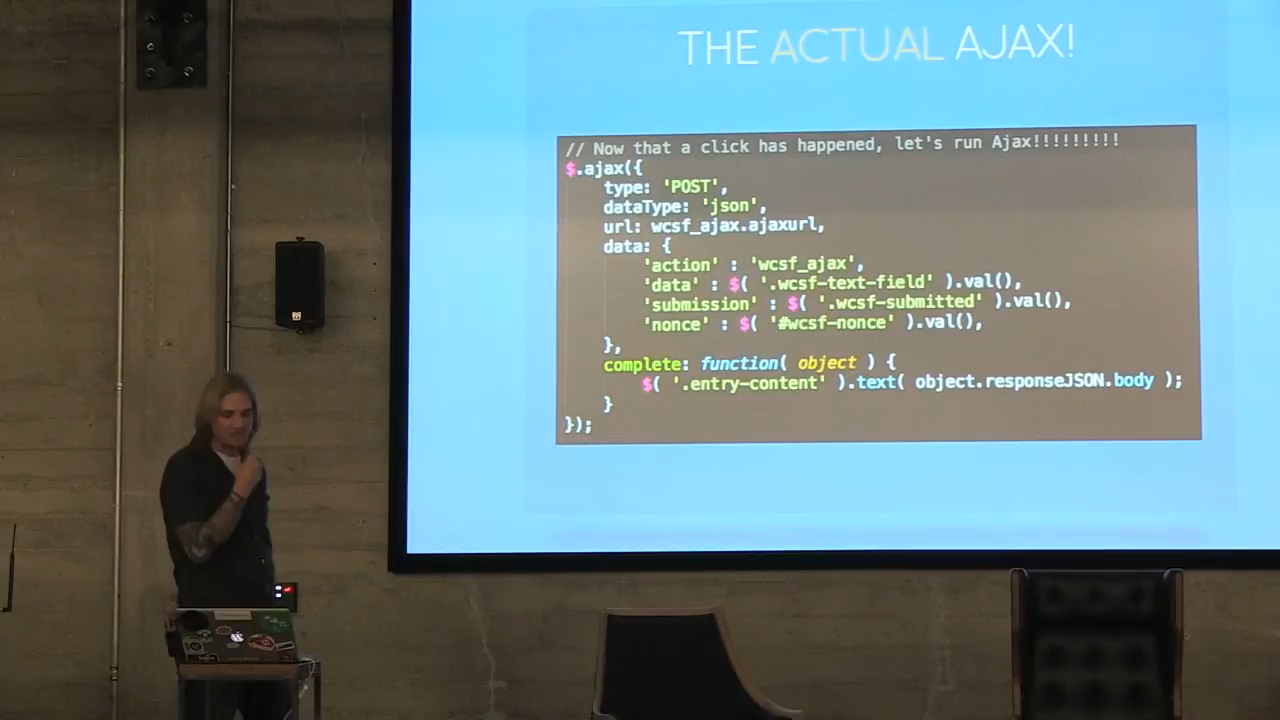 THE ACTUAL AJAX!
// Now that a click has happened, let's run Ajax!!!!!!!!!
$.ajax({
type: 'POST',
dataType: 'json',
url: wcsf_ajax.ajaxurl,
data: {
'action' : 'wcsf_ajax',
'data' : $( '.wcsf-text-field' ).val(),
'submission' : $( '.wcsf-submitted' ).val(),
'nonce' : $( '#wcsf-nonce' ).val(),
},
complete: function( object ) {
$( '.entry-content' ).text( object.responseJSON.body );
}
});